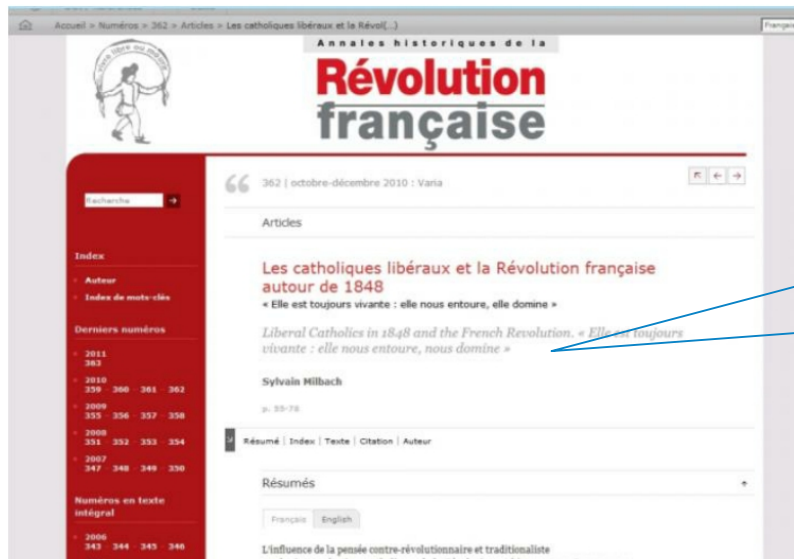 Accueil > Numéros > 362 > Articles > Les catholiques libéraux et la Révol(...)
Français
vive libre ou mourir
Annales historiques de la
Révolution
française
Recherche
Index
Auteur
Index de mots-clés
Derniers numéros
2011
363
2010
359 - 360 - 361 - 362
2009
355 - 356 - 357 - 358
2008
351 - 352 - 353 - 354
2007
347 - 348 - 349 - 350
Numéros en texte
intégral
2006
343 - 344 - 345 - 346
362 | octobre-décembre 2010 : Varia
Articles
Les catholiques libéraux et la Révolution française
autour de 1848
« Elle est toujours vivante : elle nous entoure, elle domine »
Liberal Catholics in 1848 and the French Revolution. « Elle est toujours
vivante : elle nous entoure, nous domine »
Sylvain Milbach
p. 55-78
Résumé | Index | Texte | Citation | Auteur
Résumés
Français English
L'influence de la pensée contre-révolutionnaire et traditionaliste